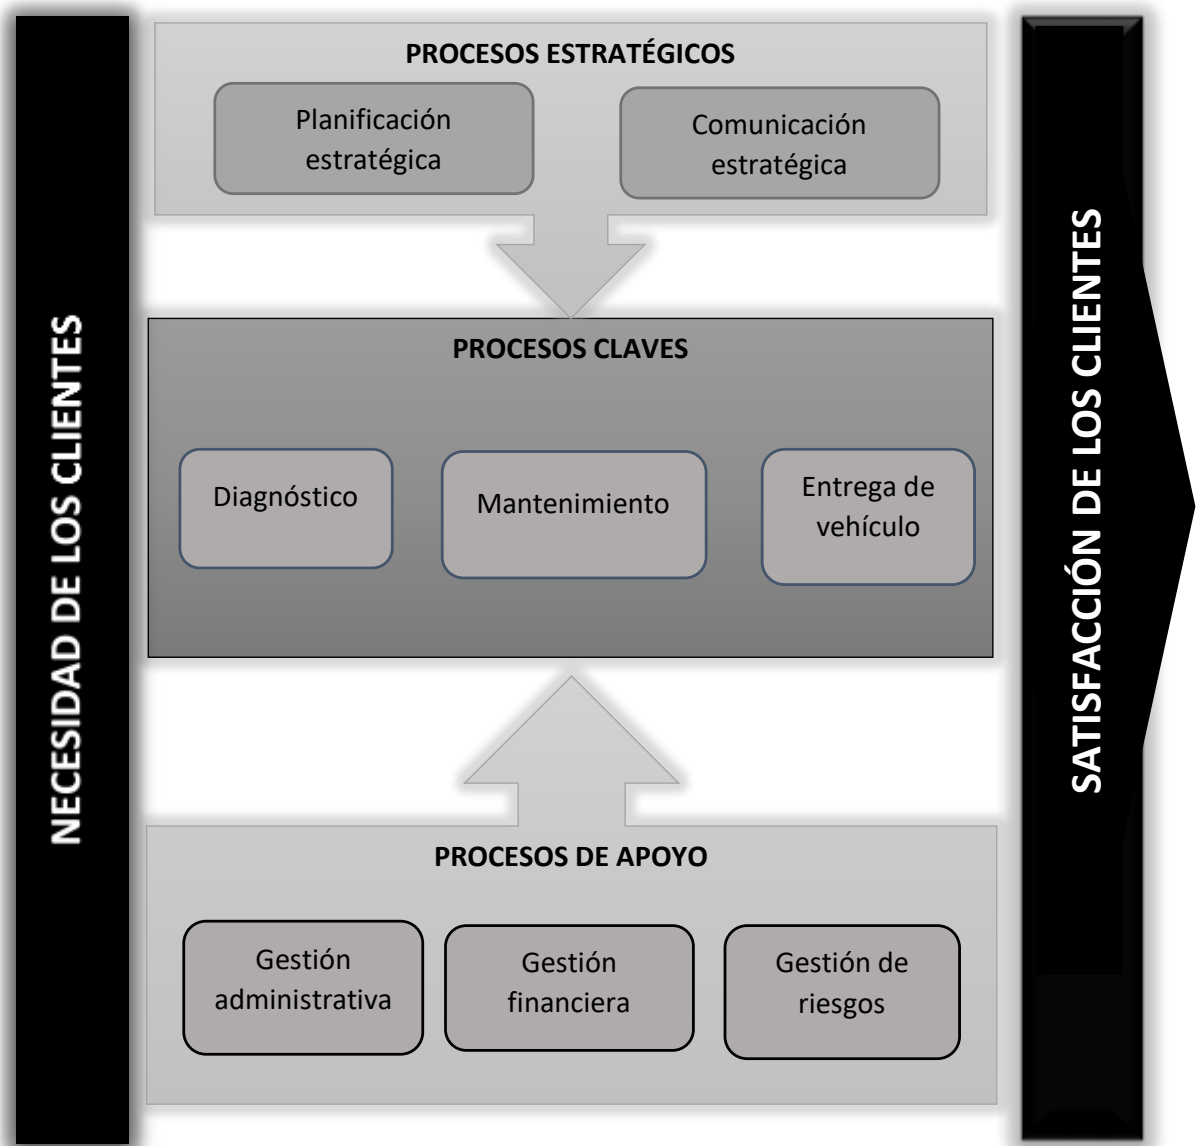 NECESIDAD DE LOS CLIENTES
PROCESOS ESTRATÉGICOS
Planificación
estratégica
Comunicación
estratégica
PROCESOS CLAVES
Diagnóstico
Mantenimiento
Entrega de
vehículo
PROCESOS DE APOYO
Gestión
administrativa
Gestión
financiera
Gestión de
riesgos
SATISFACCIÓN DE LOS CLIENTES